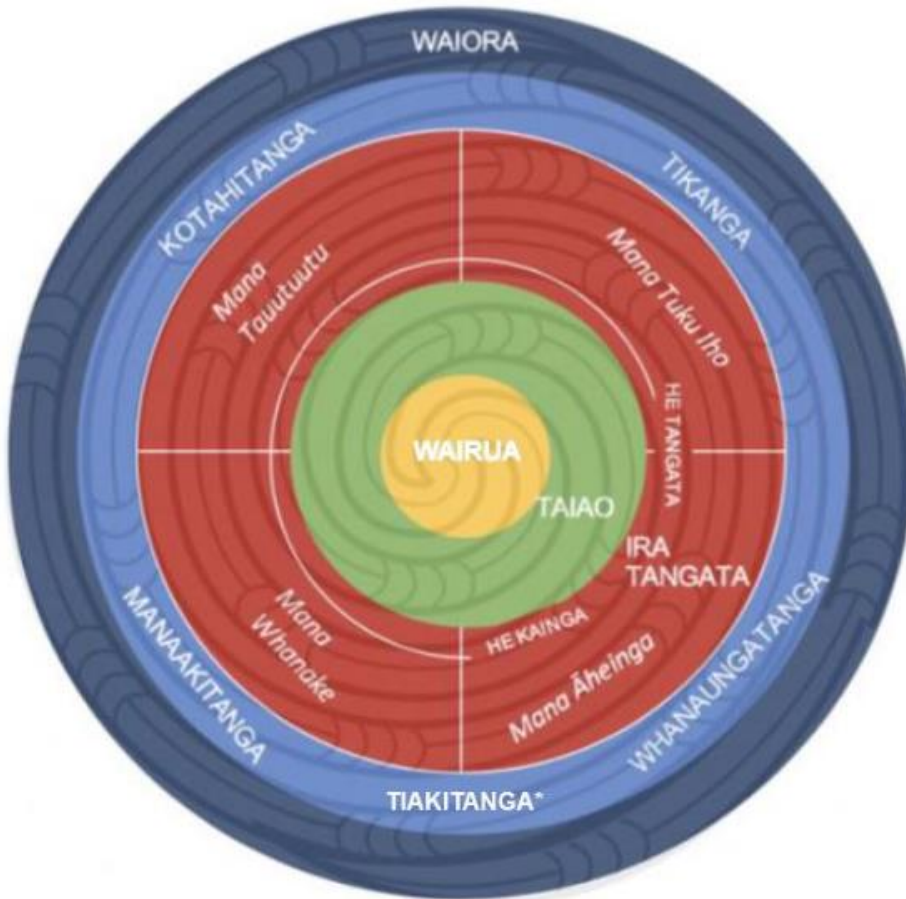 WAIORA
KOTAHITANGA
TIKANGA
Mana
Tauutuutu
Mana Tuku Iho
HE TANGATA
WAIRUA
TAIAO
IRA
TANGATA
HE KAINGA
Mana
Whanake
Mana Āheinga
MANAAKITANGA
WHANAUNGATANGA
TIAKITANGA*